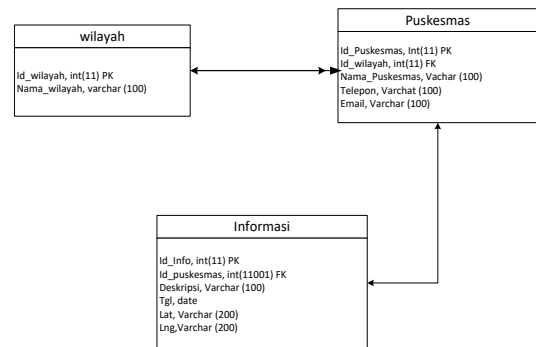 wilayah
Id_wilayah, int(11) PK
Nama_wilayah, varchar (100)
Puskesmas
Id_Puskesmas, Int(11) PK
Id_wilayah, int(11) FK
Nama_Puskesmas, Vachar (100)
Telepon, Varchat (100)
Email, Varchar (100)
Informasi
Id_Info, int(11) PK
Id_puskesmas, int(11001) FK
Deskripsi, Varchar (100)
Tgl, date
Lat, Varchar (200)
Lng,Varchar (200)